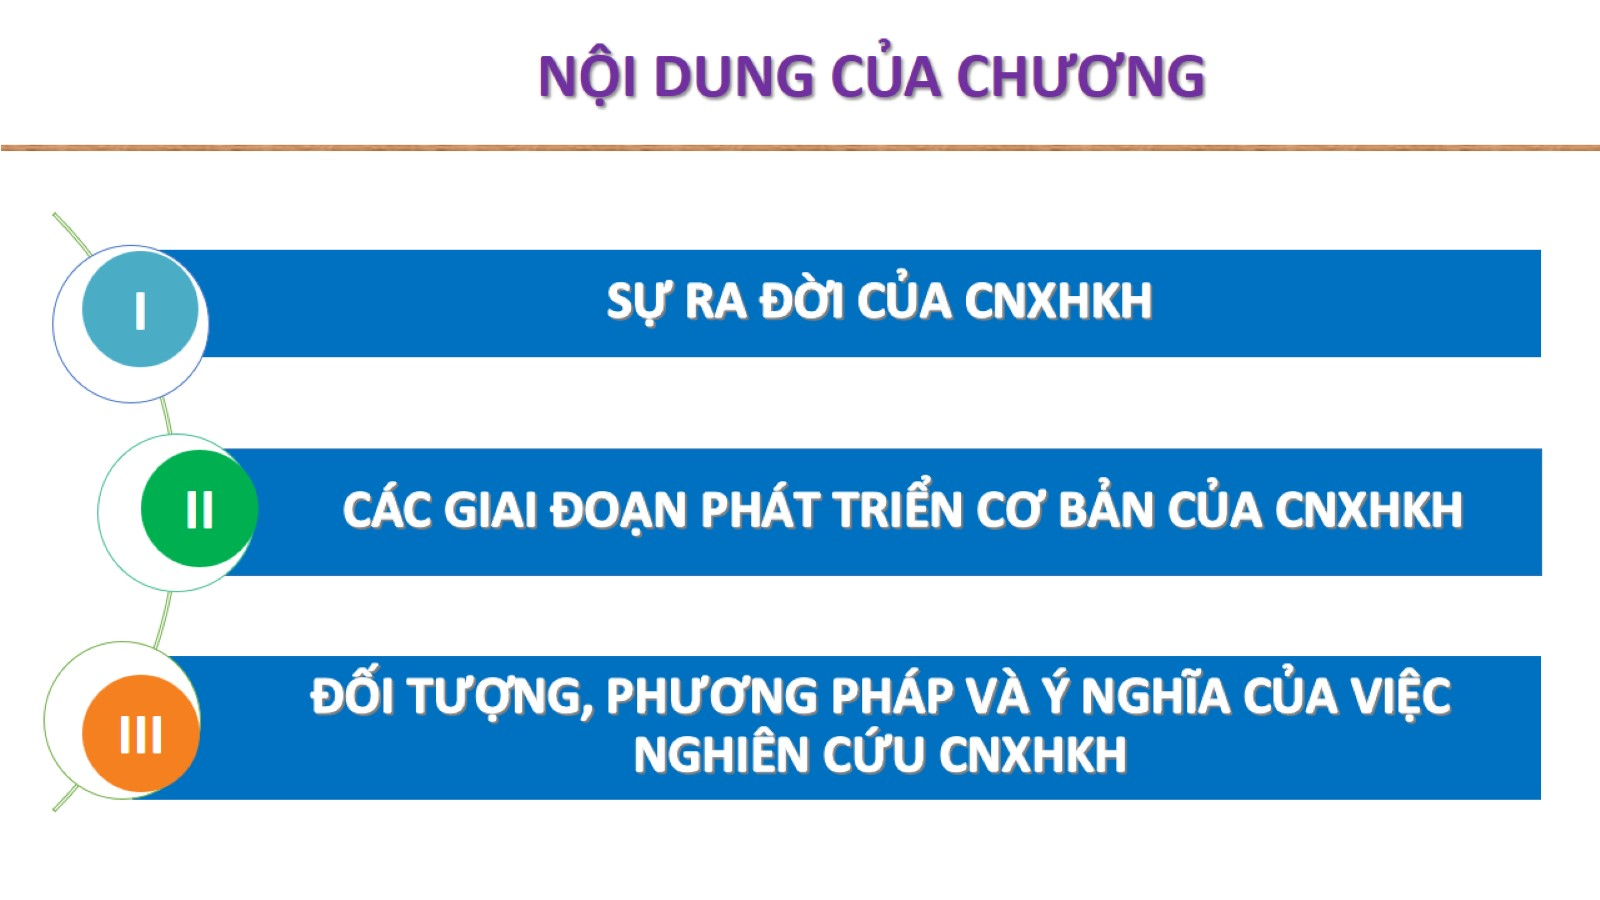 NỘI DUNG CỦA CHƯƠNG
I
SỰ RA ĐỜI CỦA CNXHKH
II
CÁC GIAI ĐOẠN PHÁT TRIỂN CƠ BẢN CỦA CNXHKH
III
ĐỐI TƯỢNG, PHƯƠNG PHÁP VÀ Ý NGHĨA CỦA VIỆC
NGHIÊN CỨU CNXHKH